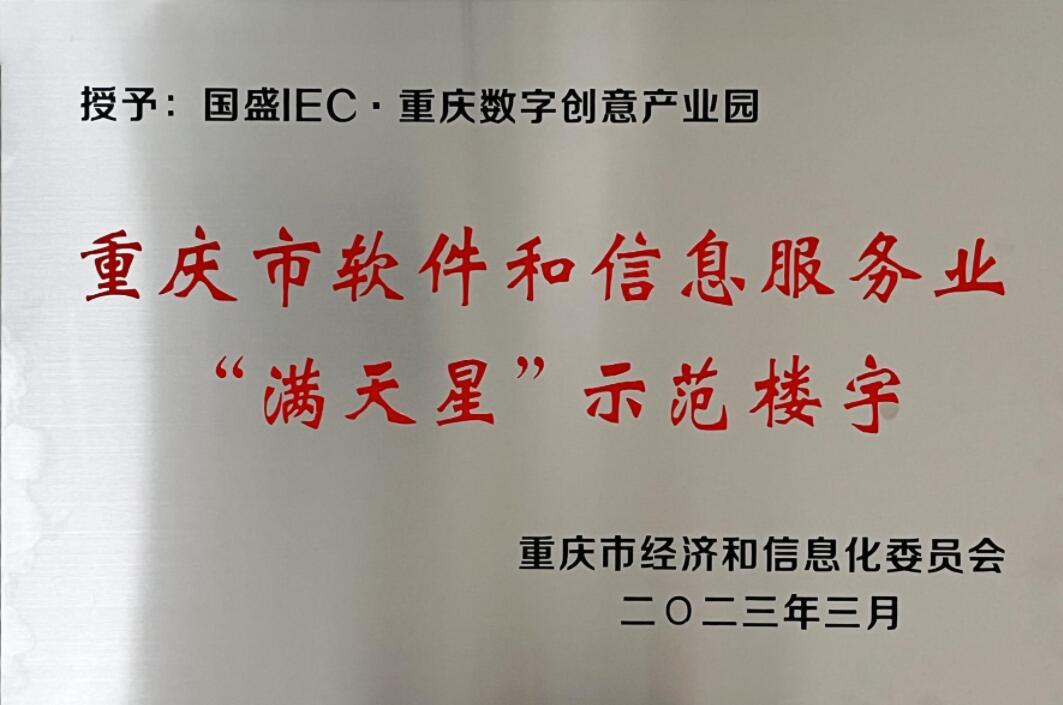 授予：国盛IEC·重庆数字创意产业园
重庆市软件和信息服务业
“满天星”示范楼宇
重庆市经济和信息化委员会
二〇二三年三月